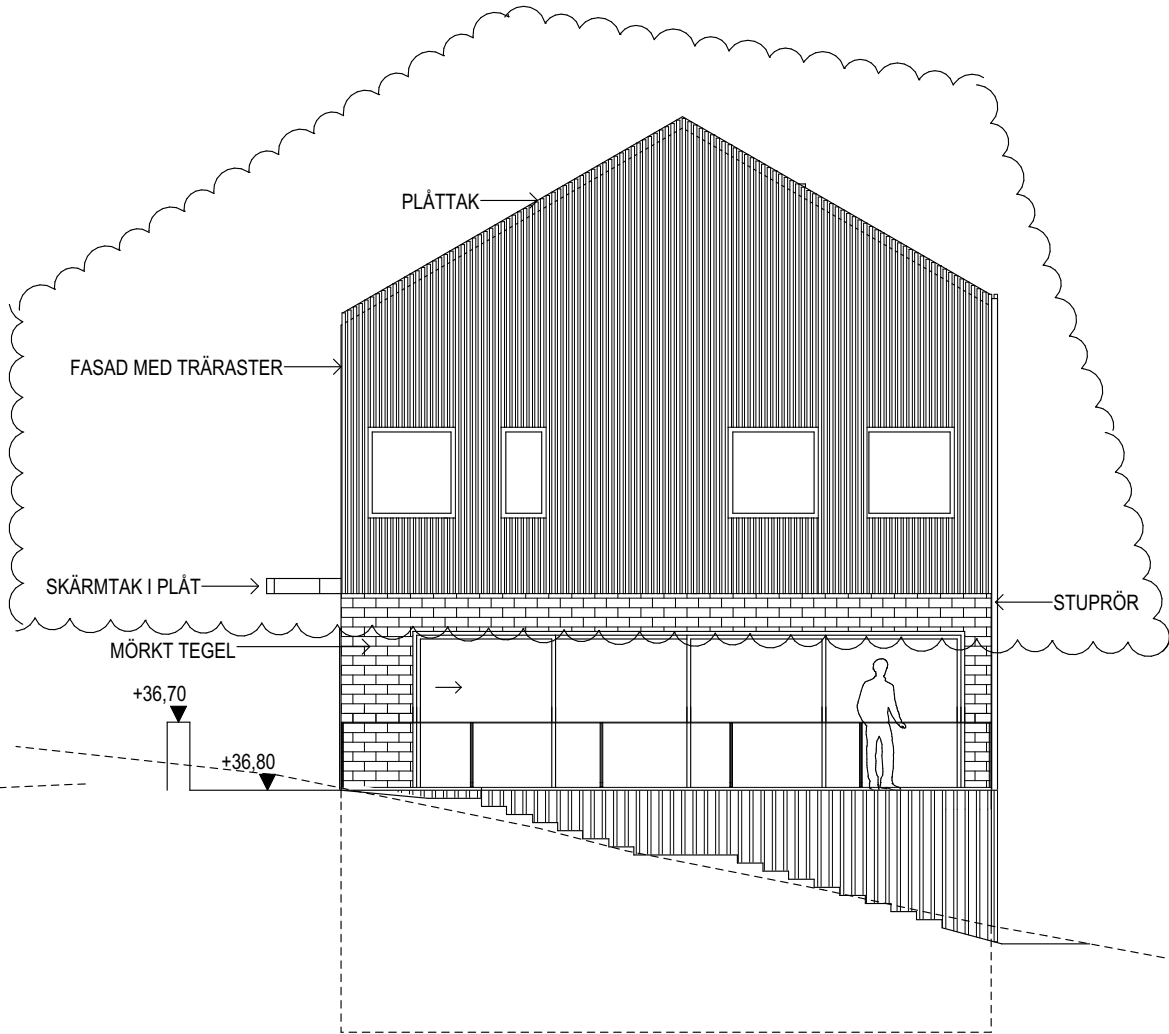 PLÅTTAK
FASAD MED TRÄRASTER
SKÄRMTAK I PLÅT
STUPRÖR
MÖRKT TEGEL
+36,70
+36,80